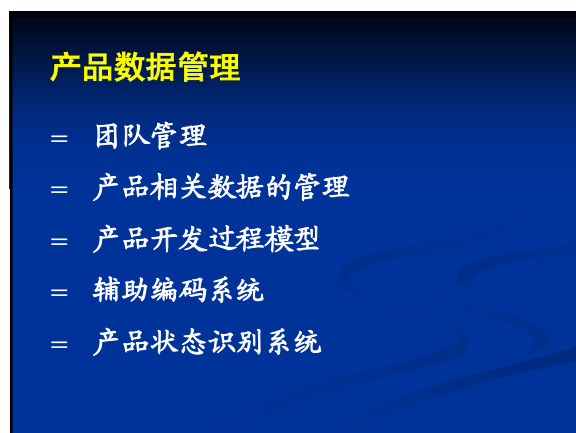 产品数据管理
= 团队管理
= 产品相关数据的管理
= 产品开发过程模型
= 辅助编码系统
= 产品状态识别系统